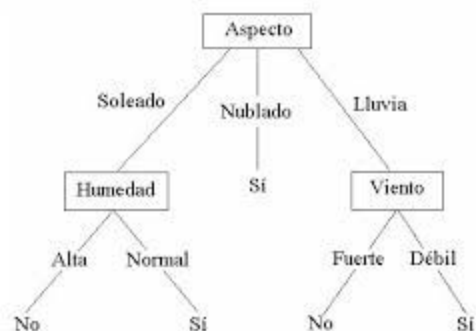 Aspecto
Soleado
Nublado
Lluvia
Humedad
Sí
Viento
Alta
Normal
Fuerte
Débil
No
Sí
No
Sí